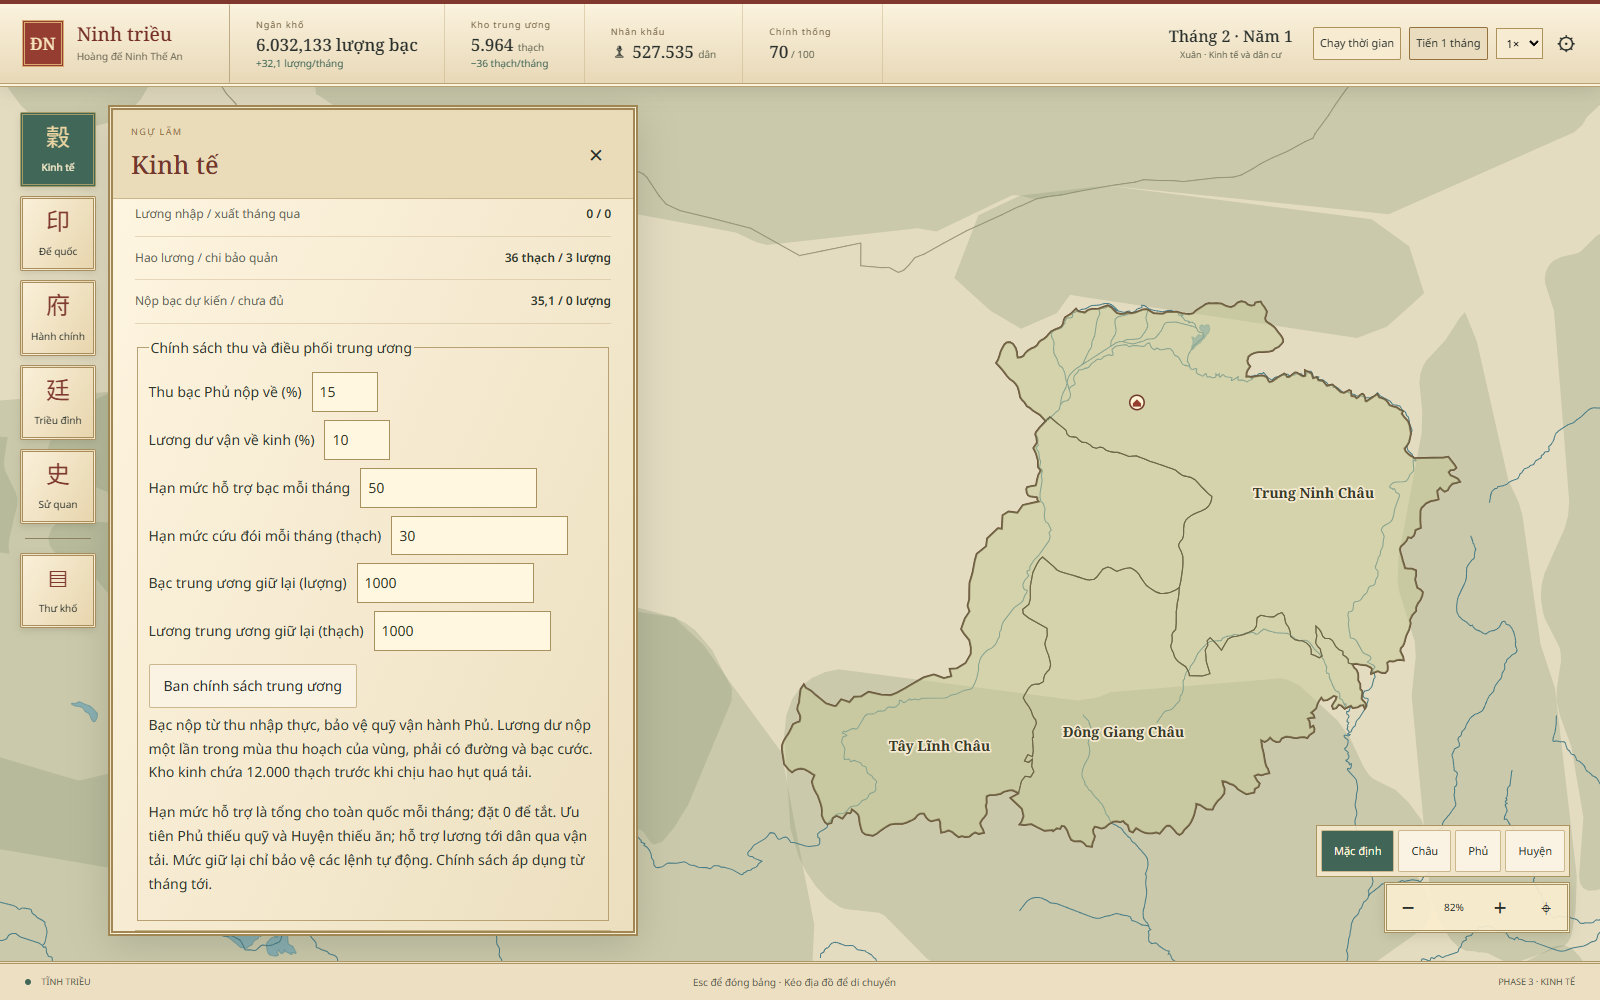 ĐN
Ninh triều
Hoàng đế Ninh Thế An
Ngân khố
6.032,133 lượng bạc
+32,1 lượng/tháng
Kho trung ương
5.964 thạch
−36 thạch/tháng
Nhân khẩu
527.535 dân
Chính thống
70 / 100
Tháng 2 · Năm 1
Xuân · Kinh tế và dân cư
Chạy thời gian
Tiến 1 tháng
1×
穀
Kinh tế
印
Đế quốc
府
Hành chính
廷
Triều đình
史
Sử quan
Thư khố
NGỰ LÃM
Kinh tế
×
Lương nhập / xuất tháng qua
0 / 0
Hao lương / chi bảo quản
36 thạch / 3 lượng
Nộp bạc dự kiến / chưa đủ
35,1 / 0 lượng
Chính sách thu và điều phối trung ương
Thu bạc Phủ nộp về (%)
15
Lương dư vận về kinh (%)
10
Hạn mức hỗ trợ bạc mỗi tháng
50
Hạn mức cứu đói mỗi tháng (thạch)
30
Bạc trung ương giữ lại (lượng)
1000
Lương trung ương giữ lại (thạch)
1000
Ban chính sách trung ương
Bạc nộp từ thu nhập thực, bảo vệ quỹ vận hành Phủ. Lương dư nộp
một lần trong mùa thu hoạch của vùng, phải có đường và bạc cước.
Kho kinh chứa 12.000 thạch trước khi chịu hao hụt quá tải.
Hạn mức hỗ trợ là tổng cho toàn quốc mỗi tháng; đặt 0 để tắt. Ưu
tiên Phủ thiếu quỹ và Huyện thiếu ăn; hỗ trợ lương tới dân qua vận
tải. Mức giữ lại chỉ bảo vệ các lệnh tự động. Chính sách áp dụng từ
tháng tới.
Trung Ninh Châu
Đông Giang Châu
Tây Lĩnh Châu
Mặc định
Châu
Phủ
Huyện
−
82%
+
TỈNH TRIỀU
Esc để đóng bảng · Kéo địa đồ để di chuyển
PHASE 3 · KINH TẾ